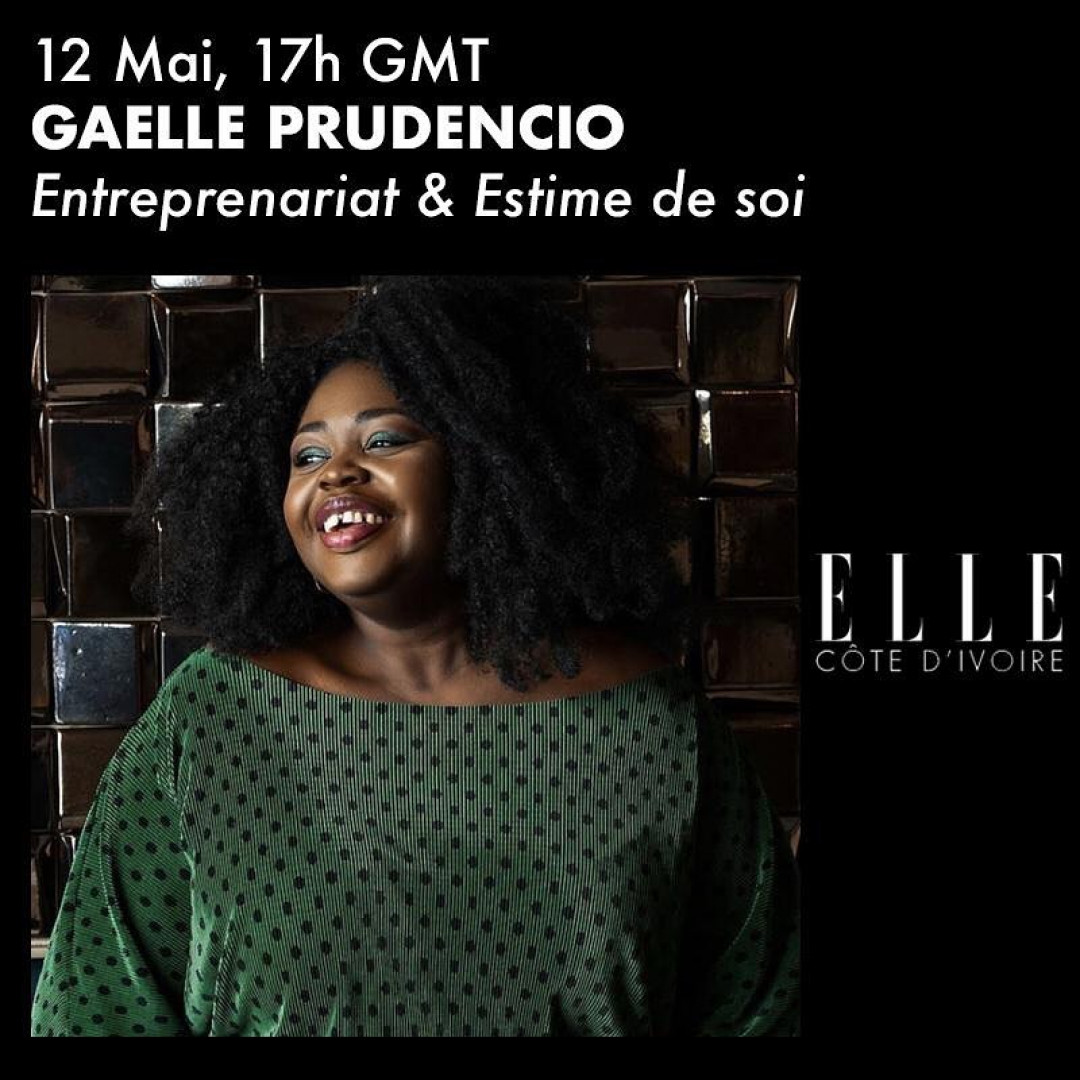 12 Mai, 17h GMT
GAELLE PRUDENCIO
Entreprenariat & Estime de soi
ELLE
CÔTE D'IVOIRE